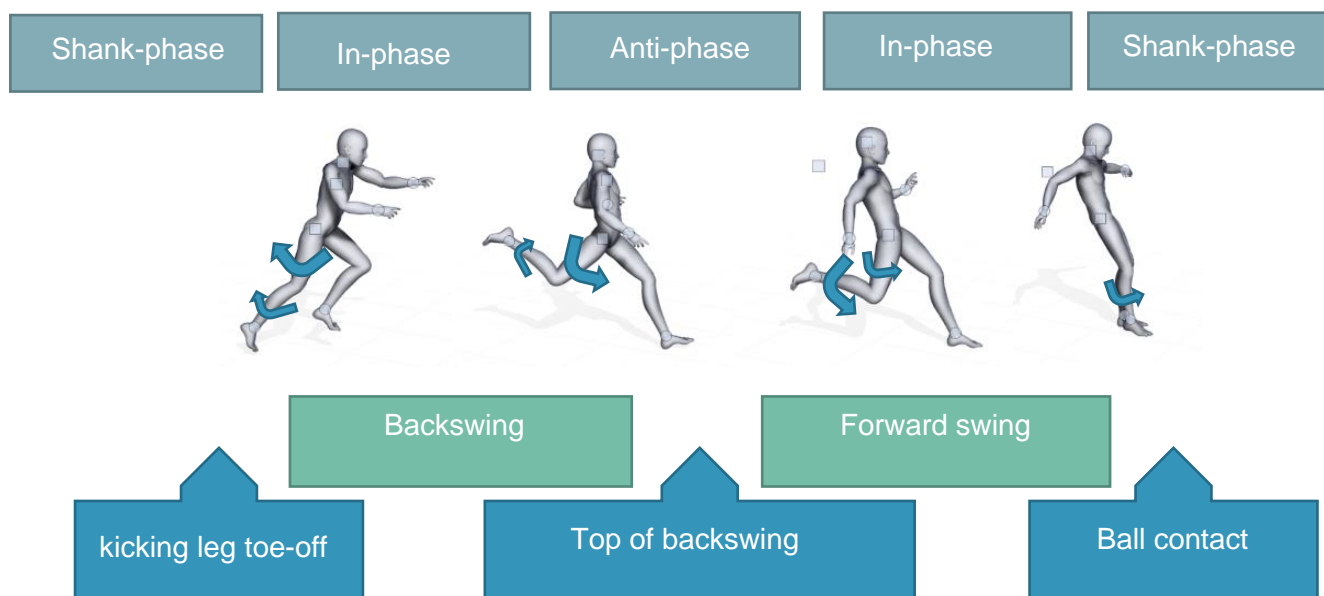 Shank-phase
In-phase
Anti-phase
In-phase
Shank-phase
Backswing
Forward swing
kicking leg toe-off
Top of backswing
Ball contact